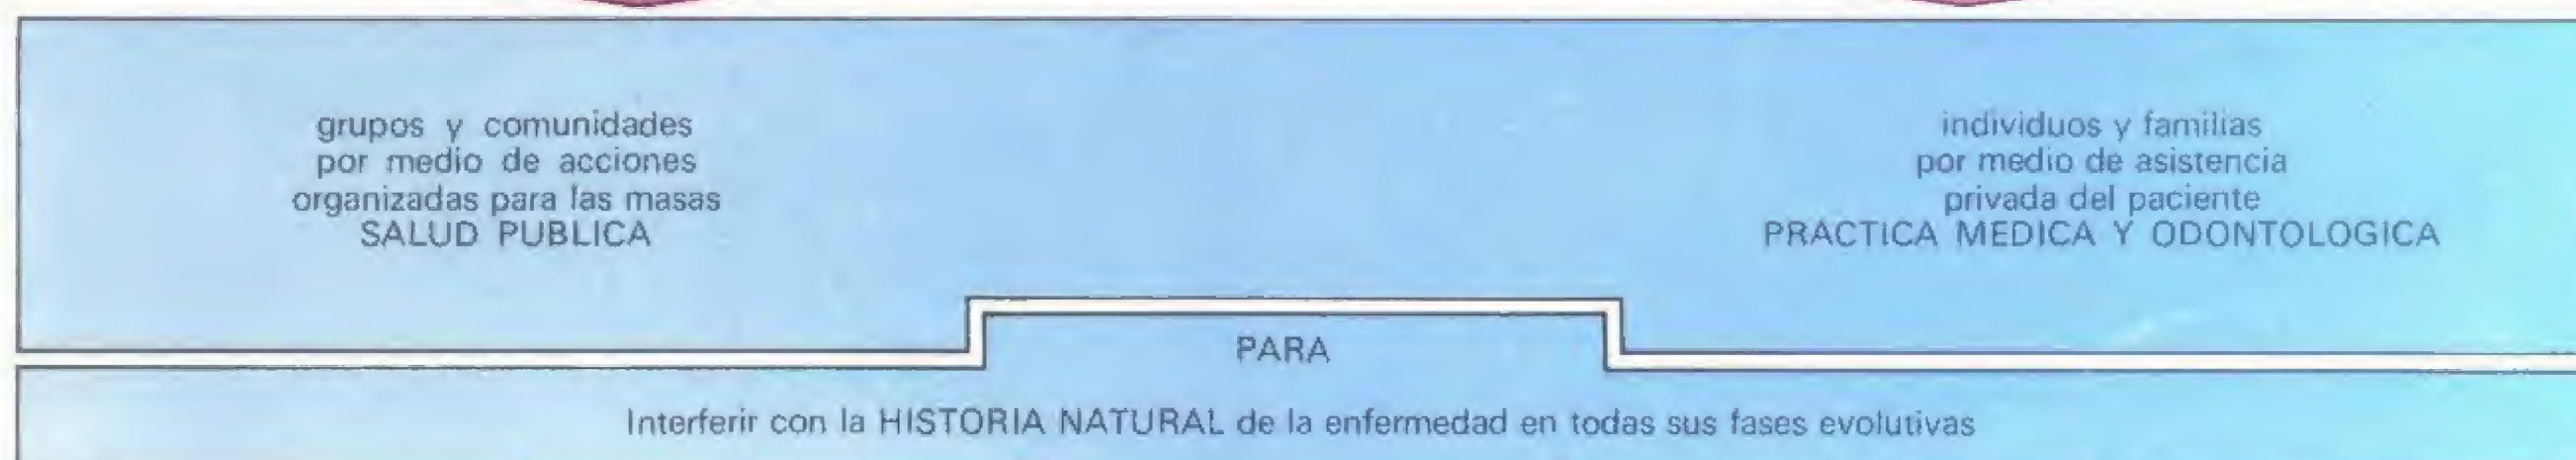 grupos y comunidades
por medio de acciones
organizadas para las masas
SALUD PUBLICA
individuos y familias
por medio de asistencia
privada del paciente
PRACTICA MEDICA Y ODONTOLOGICA
PARA
Interferir con la HISTORIA NATURAL de la enfermedad en todas sus fases evolutivas